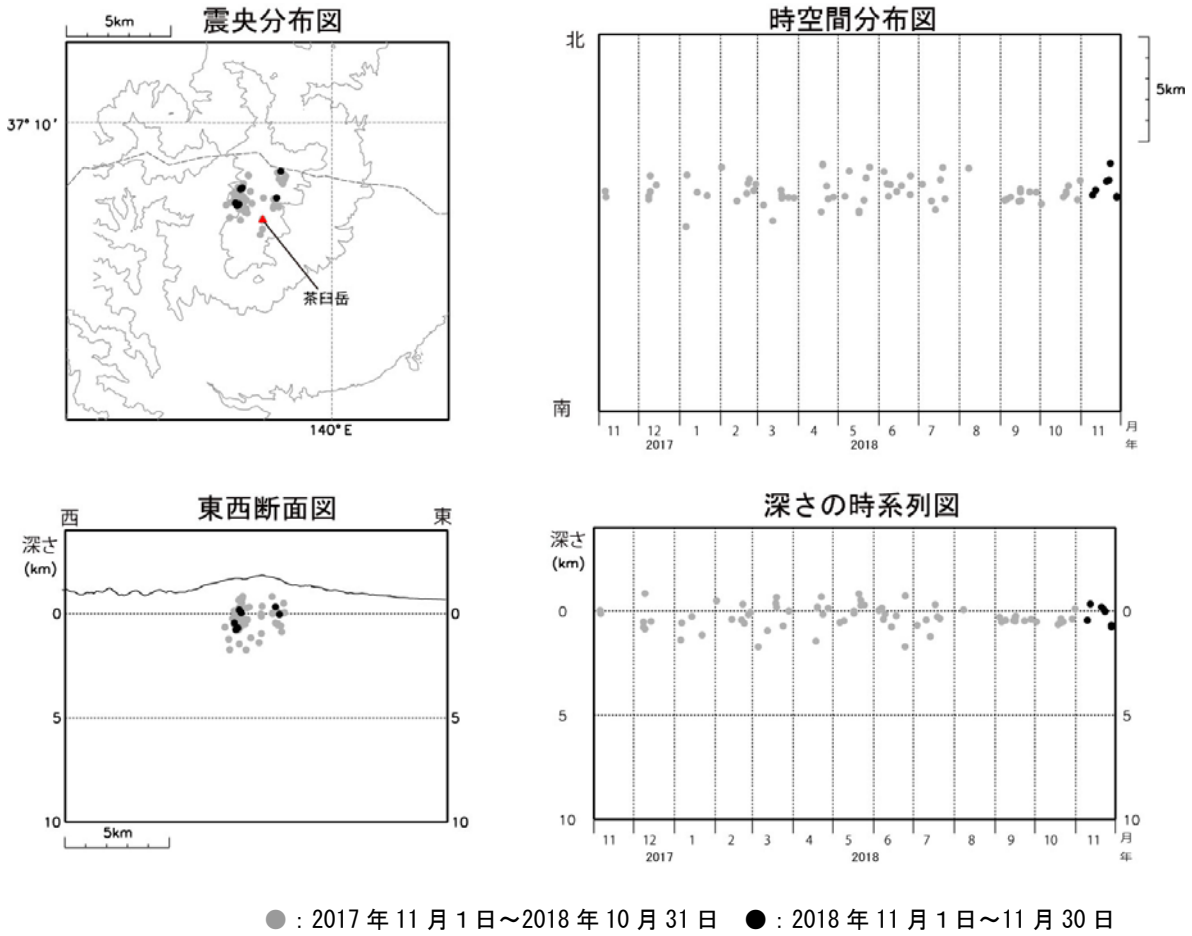 震央分布図
5km
37° 10′
茶臼岳
140° E
時空間分布図
北
5km
南
11 12 1 2 3 4 5 6 7 8 9 10 11 月
2017 2018 年
東西断面図
西 東
深さ
(km)
0 0
5 5
10 10
5km
深さの時系列図
深さ
(km)
0 0
5 5
10 10
11 12 1 2 3 4 5 6 7 8 9 10 11 月
2017 2018 年
●：2017 年 11 月 1 日～2018 年 10 月 31 日 ●：2018 年 11 月 1 日～11 月 30 日